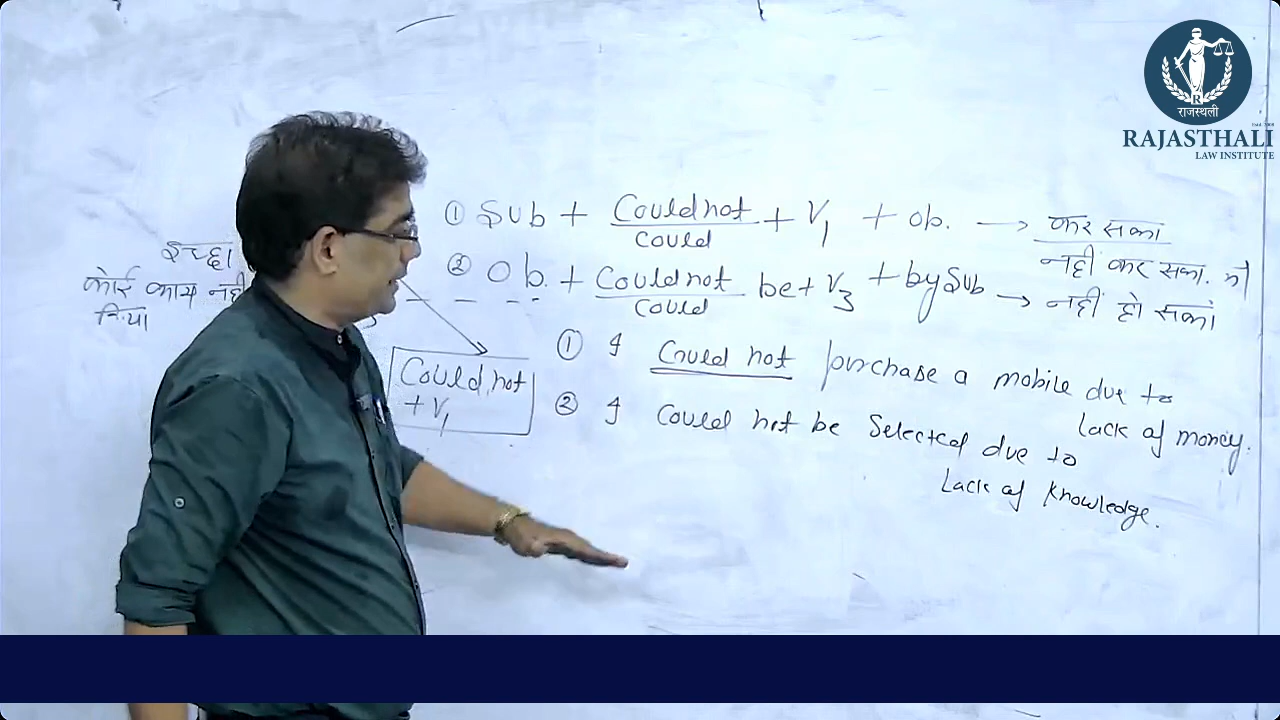 राजस्थली
RAJASTHALI
LAW INSTITUTE
① Sub + Could not / Could + V1 + ob. → कर सका / नहीं कर सका.
② Ob. + Could not / Could be + V3 + by Sub → नहीं हो सका
इच्छा
कोई कार्य नहीं
किया
Could not
+ V1
① I Could not purchase a mobile due to
lack of money.
② I Could not be Selected due to
Lack of Knowledge.